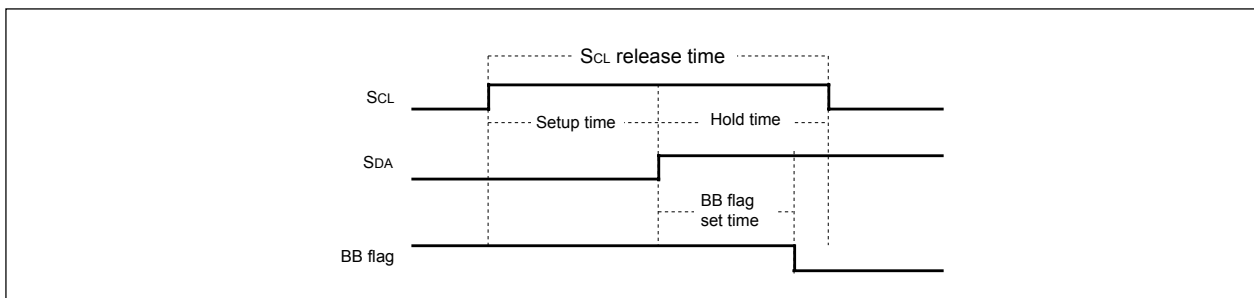 SCL release time
SCL
Setup time
Hold time
SDA
BB flag
set time
BB flag